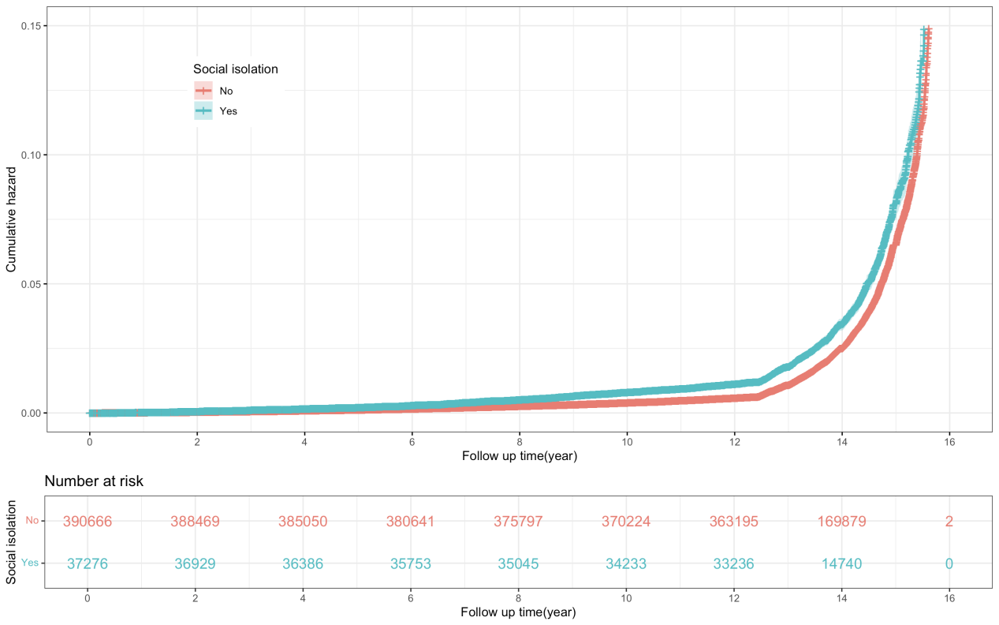 0.15
0.10
0.05
0.00
Cumulative hazard
Social isolation
No
Yes
0 2 4 6 8 10 12 14 16
Follow up time(year)
Number at risk
Social isolation
No 390666 388469 385050 380641 375797 370224 363195 169879 2
Yes 37276 36929 36386 35753 35045 34233 33236 14740 0
0 2 4 6 8 10 12 14 16
Follow up time(year)